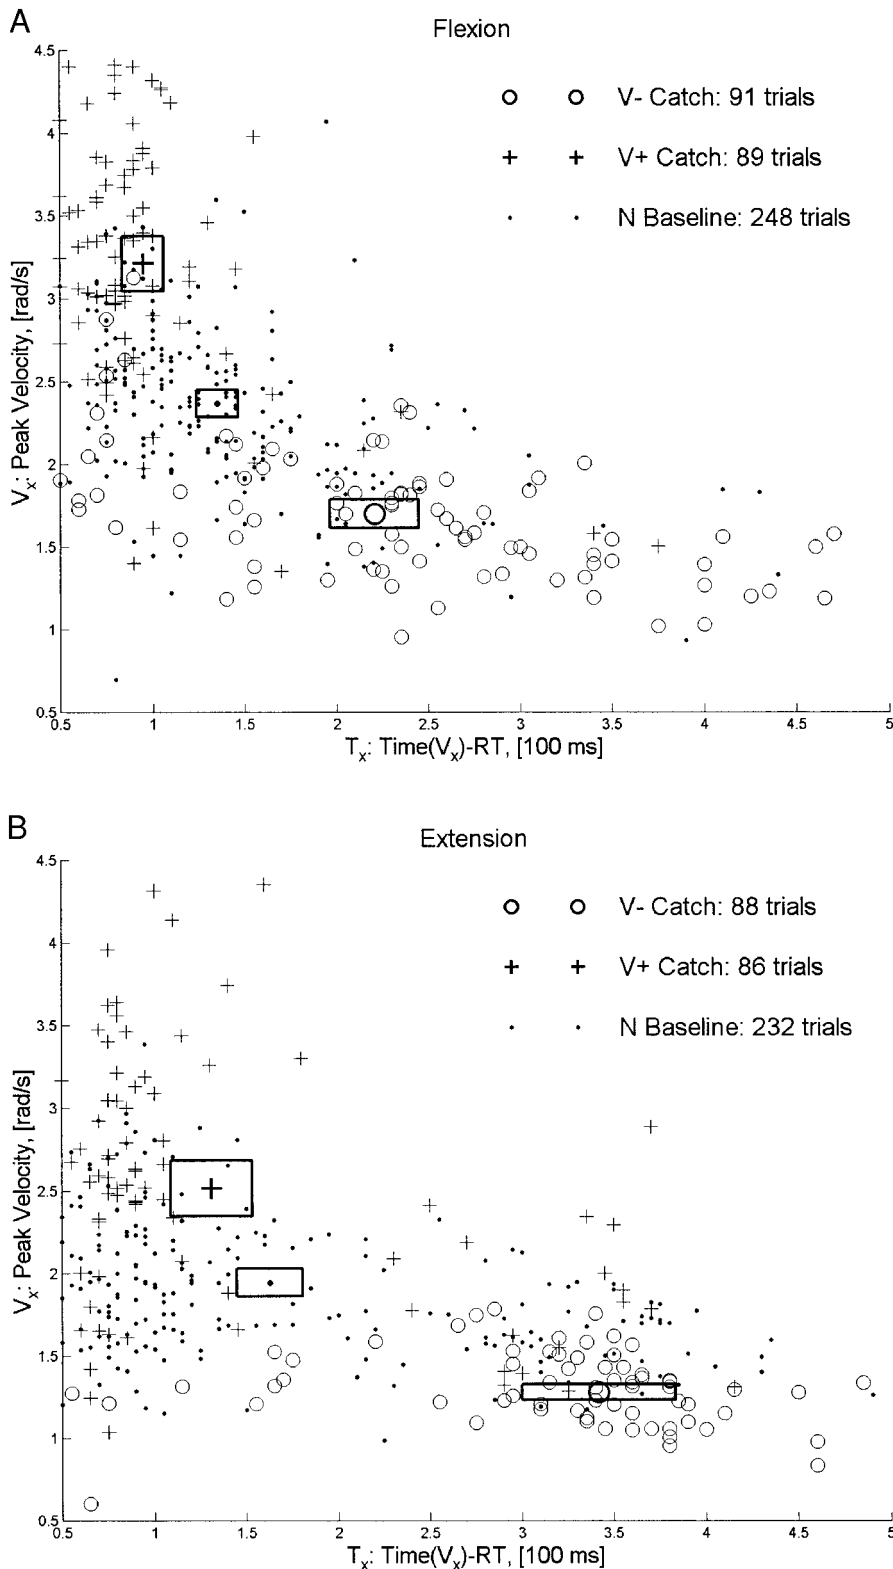 A
Flexion
4.5
4
3.5
3
2.5
2
1.5
1
0.5
Vx: Peak Velocity, [rad/s]
V- Catch: 91 trials
V+ Catch: 89 trials
N Baseline: 248 trials
0.5 1 1.5 2 2.5 3 3.5 4 4.5 5
Tx: Time(Vx)-RT, [100 ms]
B
Extension
4.5
4
3.5
3
2.5
2
1.5
1
0.5
Vx: Peak Velocity, [rad/s]
V- Catch: 88 trials
V+ Catch: 86 trials
N Baseline: 232 trials
0.5 1 1.5 2 2.5 3 3.5 4 4.5 5
Tx: Time(Vx)-RT, [100 ms]